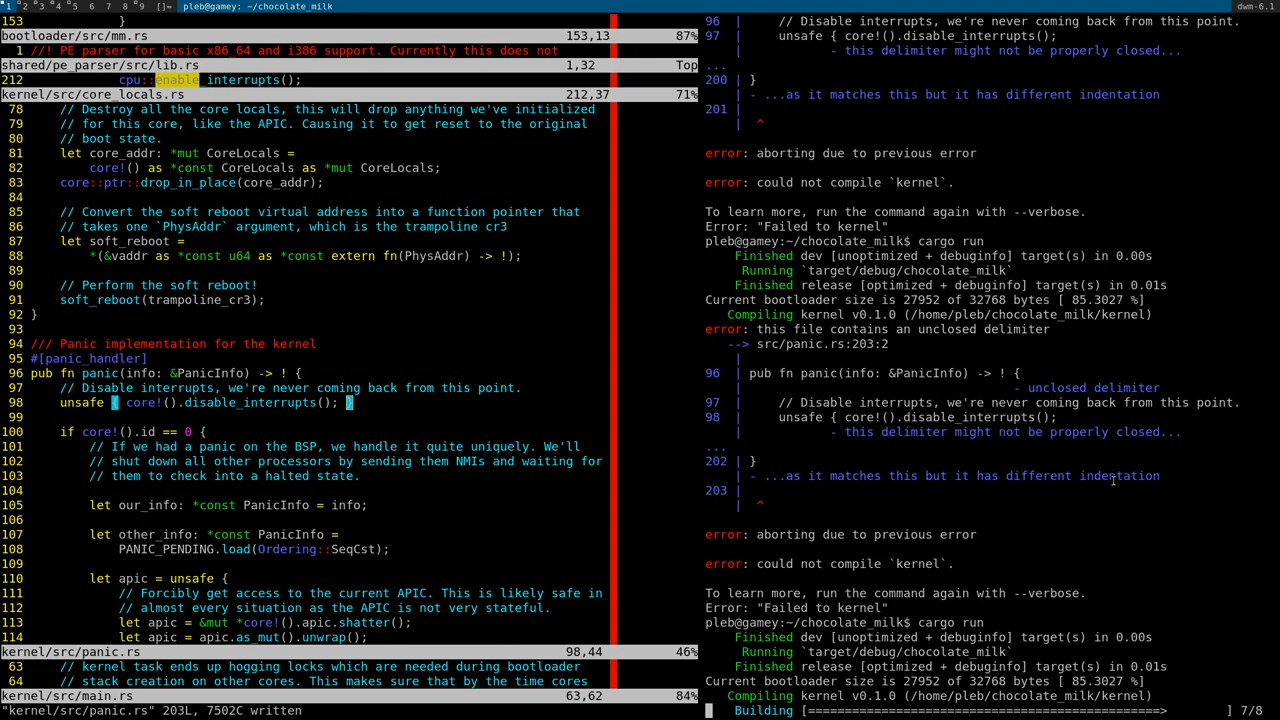 1 2 3 4 5 6 7 8 9 []= pleb@gamey: ~/chocolate_milk dwm-6.1
153 }
bootloader/src/mm.rs 153,13 87%
1 //! PE parser for basic x86_64 and i386 support. Currently this does not
shared/pe_parser/src/lib.rs 1,32 Top
212 cpu::enable_interrupts();
kernel/src/core_locals.rs 212,37 71%
78 // Destroy all the core locals, this will drop anything we've initialized
79 // for this core, like the APIC. Causing it to get reset to the original
80 // boot state.
81 let core_addr: *mut CoreLocals =
82 core!() as *const CoreLocals as *mut CoreLocals;
83 core::ptr::drop_in_place(core_addr);
84
85 // Convert the soft reboot virtual address into a function pointer that
86 // takes one `PhysAddr` argument, which is the trampoline cr3
87 let soft_reboot =
88 *(&vaddr as *const u64 as *const extern fn(PhysAddr) -> !);
89
90 // Perform the soft reboot!
91 soft_reboot(trampoline_cr3);
92 }
93
94 /// Panic implementation for the kernel
95 #[panic_handler]
96 pub fn panic(info: &PanicInfo) -> ! {
97 // Disable interrupts, we're never coming back from this point.
98 unsafe { core!().disable_interrupts(); }
99
100 if core!().id == 0 {
101 // If we had a panic on the BSP, we handle it quite uniquely. We'll
102 // shut down all other processors by sending them NMIs and waiting for
103 // them to check into a halted state.
104
105 let our_info: *const PanicInfo = info;
106
107 let other_info: *const PanicInfo =
108 PANIC_PENDING.load(Ordering::SeqCst);
109
110 let apic = unsafe {
111 // Forcibly get access to the current APIC. This is likely safe in
112 // almost every situation as the APIC is not very stateful.
113 let apic = &mut *core!().apic.shatter();
114 let apic = apic.as_mut().unwrap();
kernel/src/panic.rs 98,44 46%
63 // kernel task ends up hogging locks which are needed during bootloader
64 // stack creation on other cores. This makes sure that by the time cores
kernel/src/main.rs 63,62 84%
"kernel/src/panic.rs" 203L, 7502C written
96 | // Disable interrupts, we're never coming back from this point.
97 | unsafe { core!().disable_interrupts();
| - this delimiter might not be properly closed...
...
200 | }
| - ...as it matches this but it has different indentation
201 |
| ^
error: aborting due to previous error
error: could not compile `kernel`.
To learn more, run the command again with --verbose.
Error: "Failed to kernel"
pleb@gamey:~/chocolate_milk$ cargo run
Finished dev [unoptimized + debuginfo] target(s) in 0.00s
Running `target/debug/chocolate_milk`
Finished release [optimized + debuginfo] target(s) in 0.01s
Current bootloader size is 27952 of 32768 bytes [ 85.3027 %]
Compiling kernel v0.1.0 (/home/pleb/chocolate_milk/kernel)
error: this file contains an unclosed delimiter
--> src/panic.rs:203:2
|
96 | pub fn panic(info: &PanicInfo) -> ! {
| - unclosed delimiter
97 | // Disable interrupts, we're never coming back from this point.
98 | unsafe { core!().disable_interrupts();
| - this delimiter might not be properly closed...
...
202 | }
| - ...as it matches this but it has different indentation
203 |
| ^
error: aborting due to previous error
error: could not compile `kernel`.
To learn more, run the command again with --verbose.
Error: "Failed to kernel"
pleb@gamey:~/chocolate_milk$ cargo run
Finished dev [unoptimized + debuginfo] target(s) in 0.00s
Running `target/debug/chocolate_milk`
Finished release [optimized + debuginfo] target(s) in 0.01s
Current bootloader size is 27952 of 32768 bytes [ 85.3027 %]
Compiling kernel v0.1.0 (/home/pleb/chocolate_milk/kernel)
Building [================================================> ] 7/8